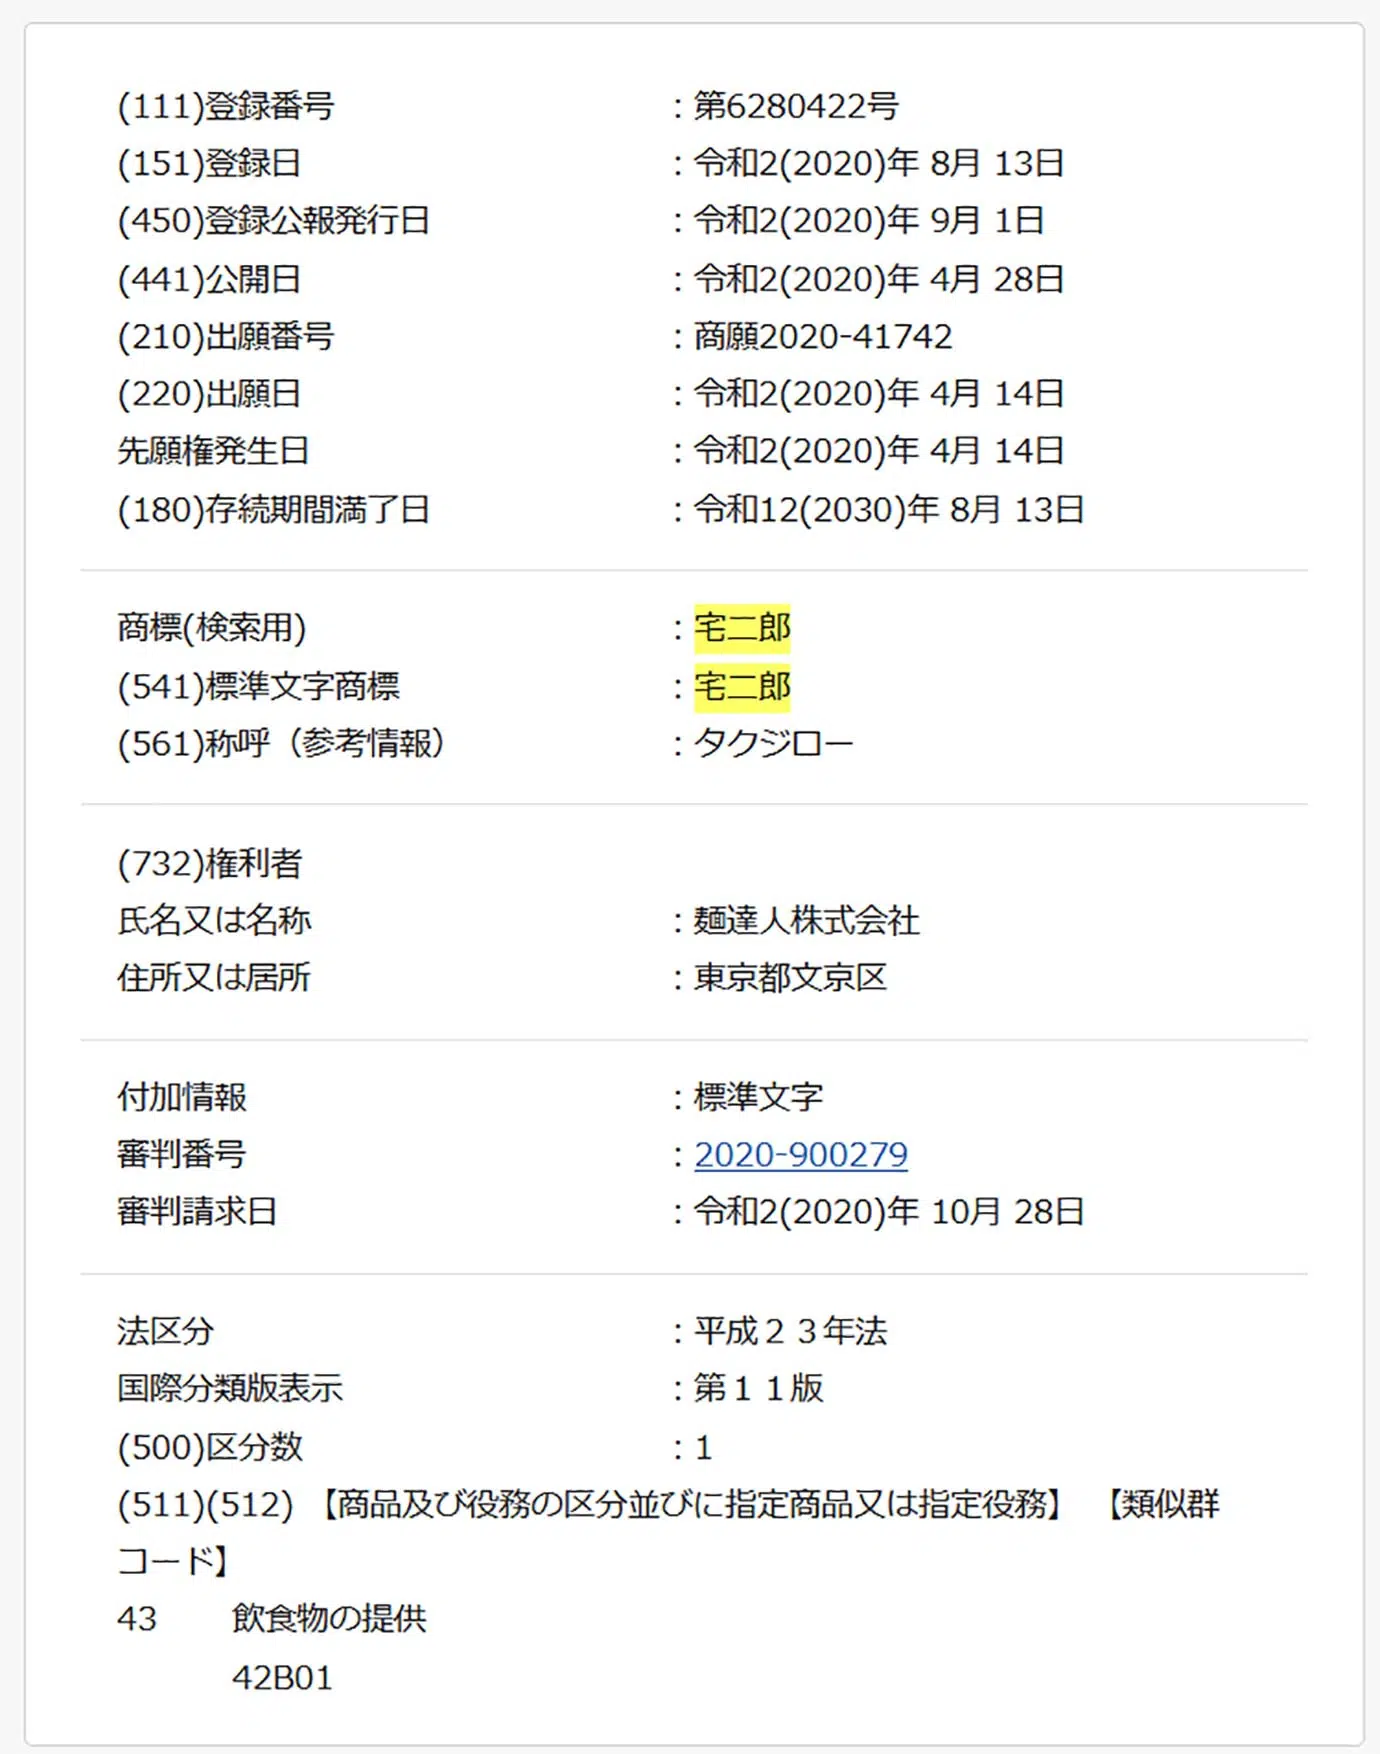 (111)登録番号 : 第6280422号
(151)登録日 : 令和2(2020)年 8月 13日
(450)登録公報発行日 : 令和2(2020)年 9月 1日
(441)公開日 : 令和2(2020)年 4月 28日
(210)出願番号 : 商願2020-41742
(220)出願日 : 令和2(2020)年 4月 14日
先願権発生日 : 令和2(2020)年 4月 14日
(180)存続期間満了日 : 令和12(2030)年 8月 13日
商標(検索用) : 宅二郎
(541)標準文字商標 : 宅二郎
(561)称呼（参考情報） : タクジロー
(732)権利者
氏名又は名称 : 麺達人株式会社
住所又は居所 : 東京都文京区
付加情報 : 標準文字
審判番号 : 2020-900279
審判請求日 : 令和2(2020)年 10月 28日
法区分 : 平成２３年法
国際分類版表示 : 第１１版
(500)区分数 : 1
(511)(512) 【商品及び役務の区分並びに指定商品又は指定役務】 【類似群
コード】
43 飲食物の提供
42B01